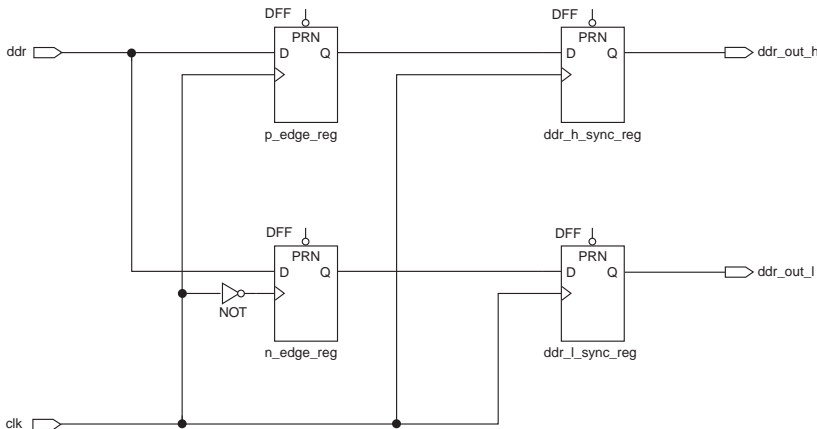 DFF
DFF
PRN
PRN
ddr
D
Q
D
Q
ddr_out_h
p_edge_reg
ddr_h_sync_reg
DFF
DFF
PRN
PRN
D
Q
D
Q
ddr_out_l
NOT
n_edge_reg
ddr_l_sync_reg
clk